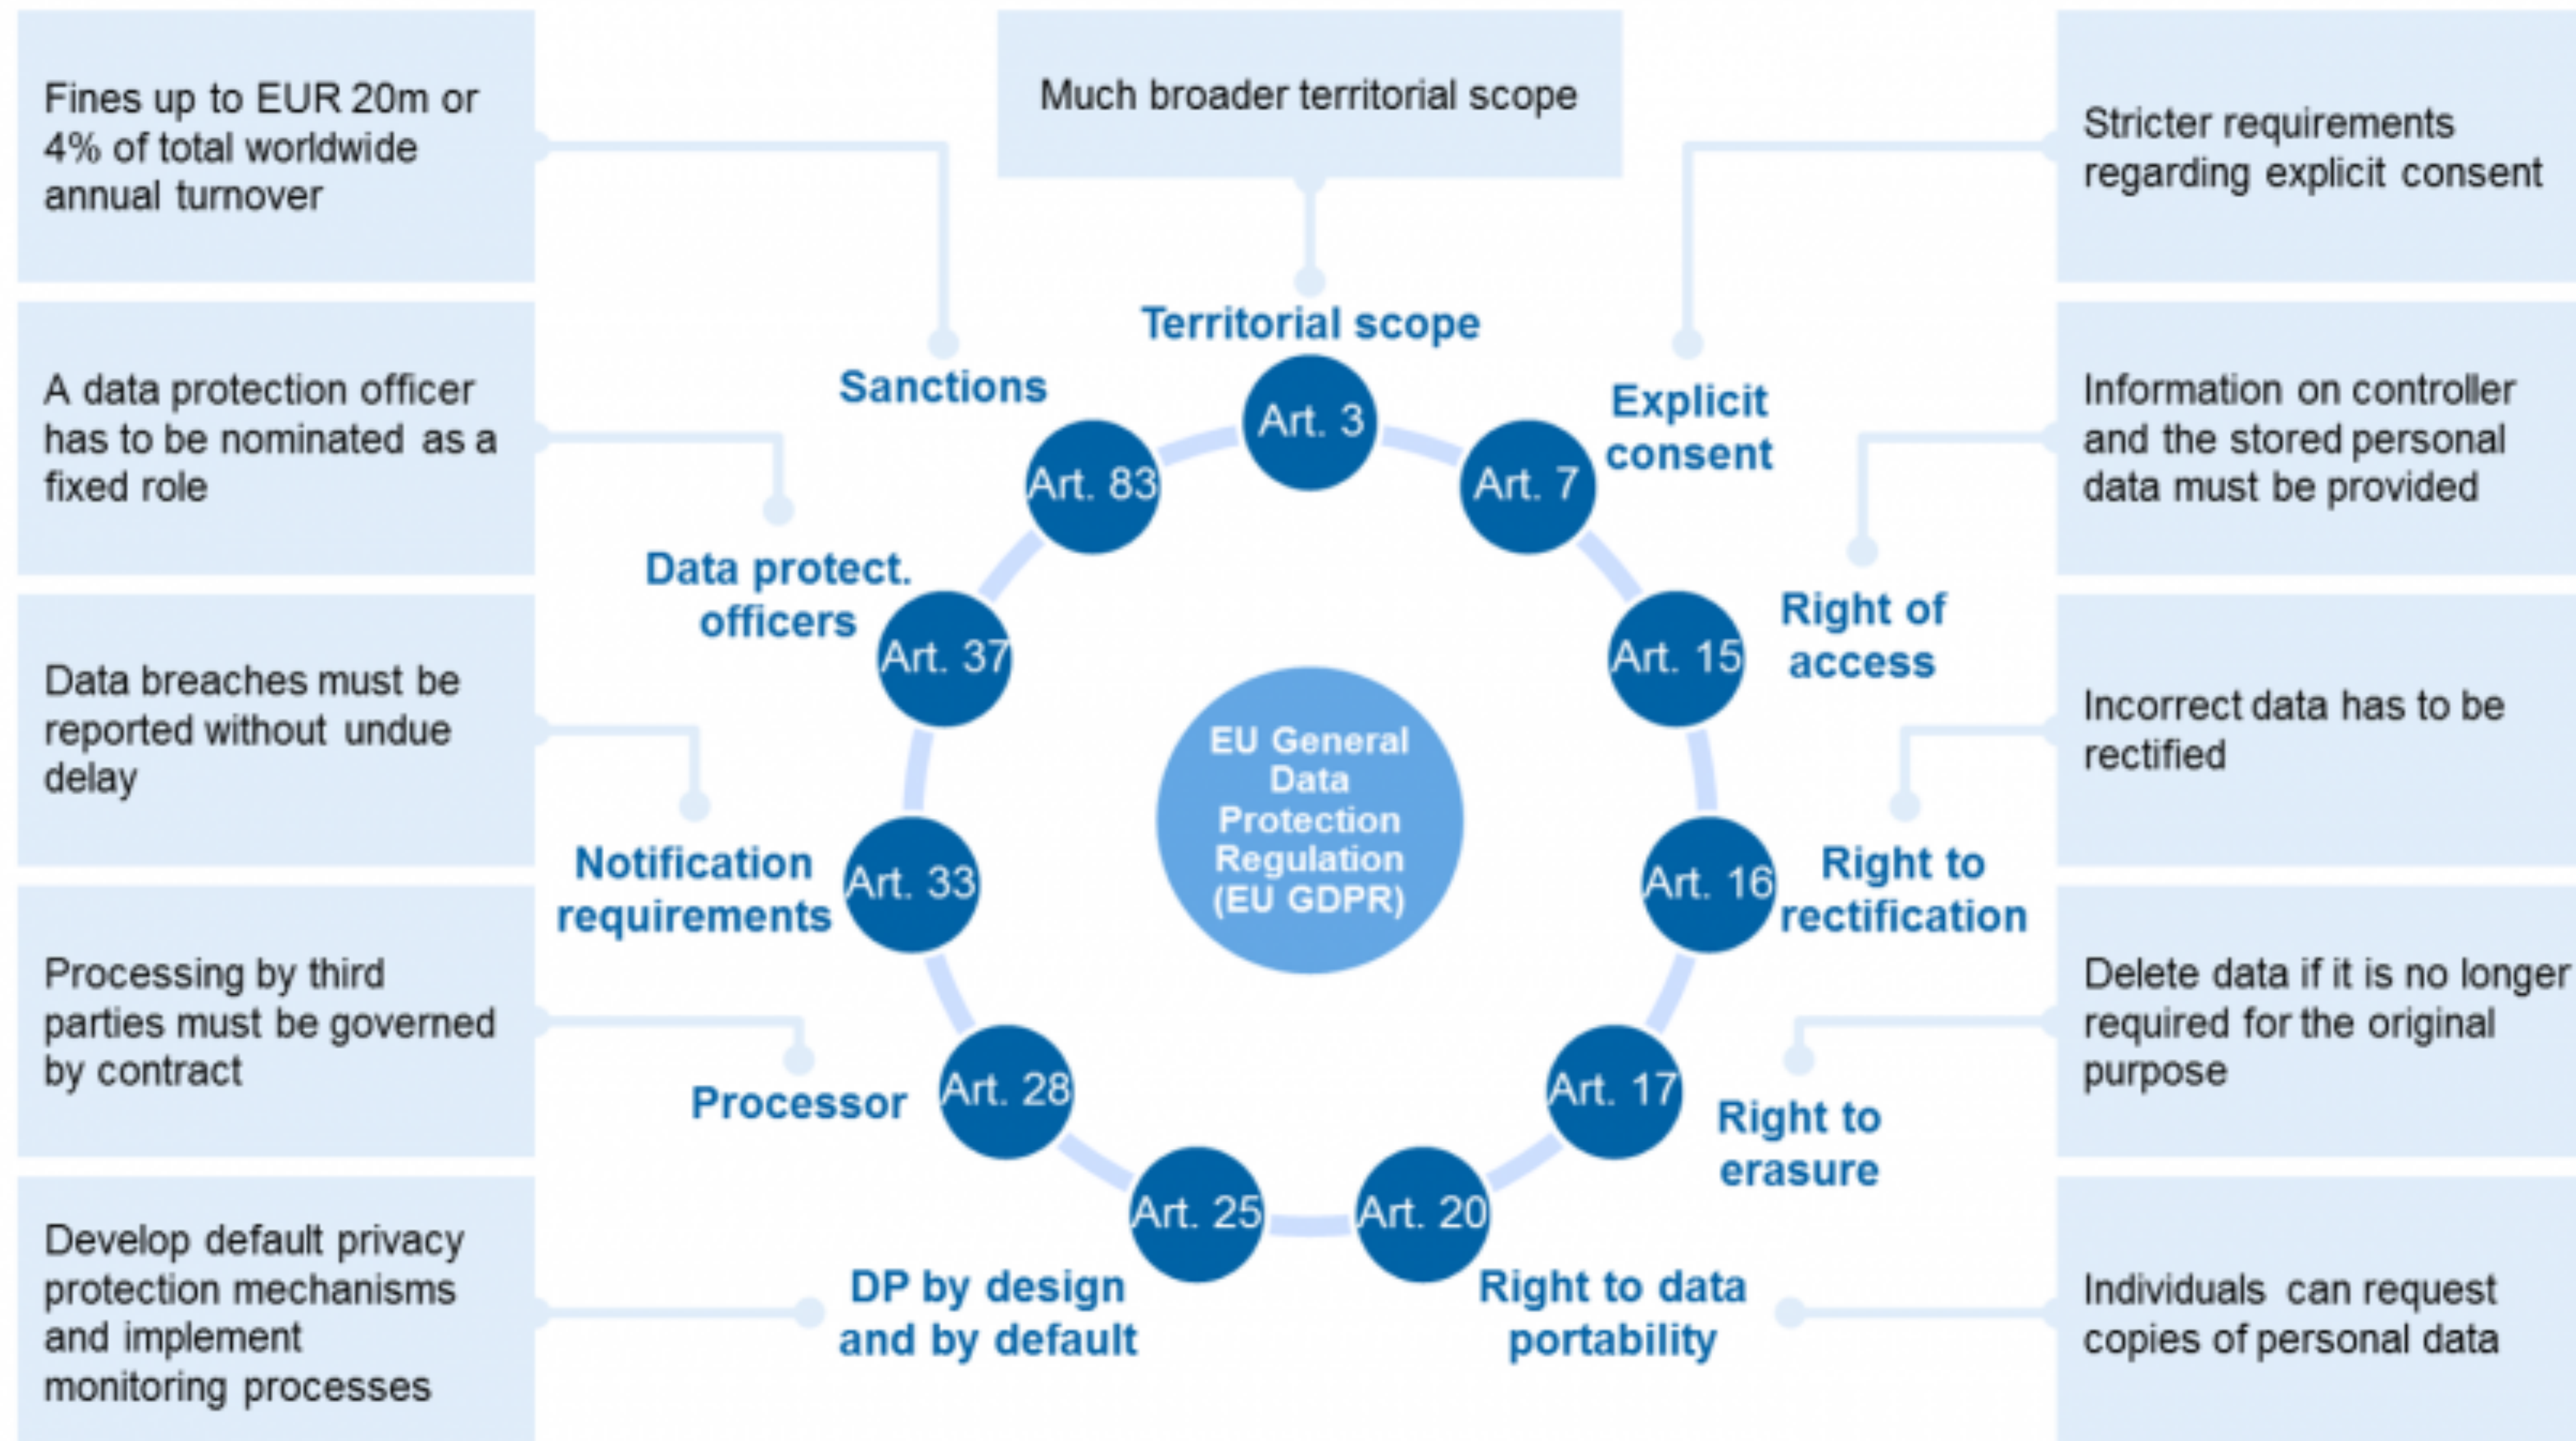 Fines up to EUR 20m or
4% of total worldwide
annual turnover
Much broader territorial scope
Stricter requirements
regarding explicit consent
A data protection officer
has to be nominated as a
fixed role
Information on controller
and the stored personal
data must be provided
Data breaches must be
reported without undue
delay
Incorrect data has to be
rectified
Processing by third
parties must be governed
by contract
Delete data if it is no longer
required for the original
purpose
Develop default privacy
protection mechanisms
and implement
monitoring processes
Individuals can request
copies of personal data
Territorial scope
Art. 3
Explicit
consent
Art. 7
Right of
access
Art. 15
Right to
rectification
Art. 16
Right to
erasure
Art. 17
Right to data
portability
Art. 20
DP by design
and by default
Art. 25
Processor
Art. 28
Notification
requirements
Art. 33
Data protect.
officers
Art. 37
Sanctions
Art. 83
EU General
Data
Protection
Regulation
(EU GDPR)